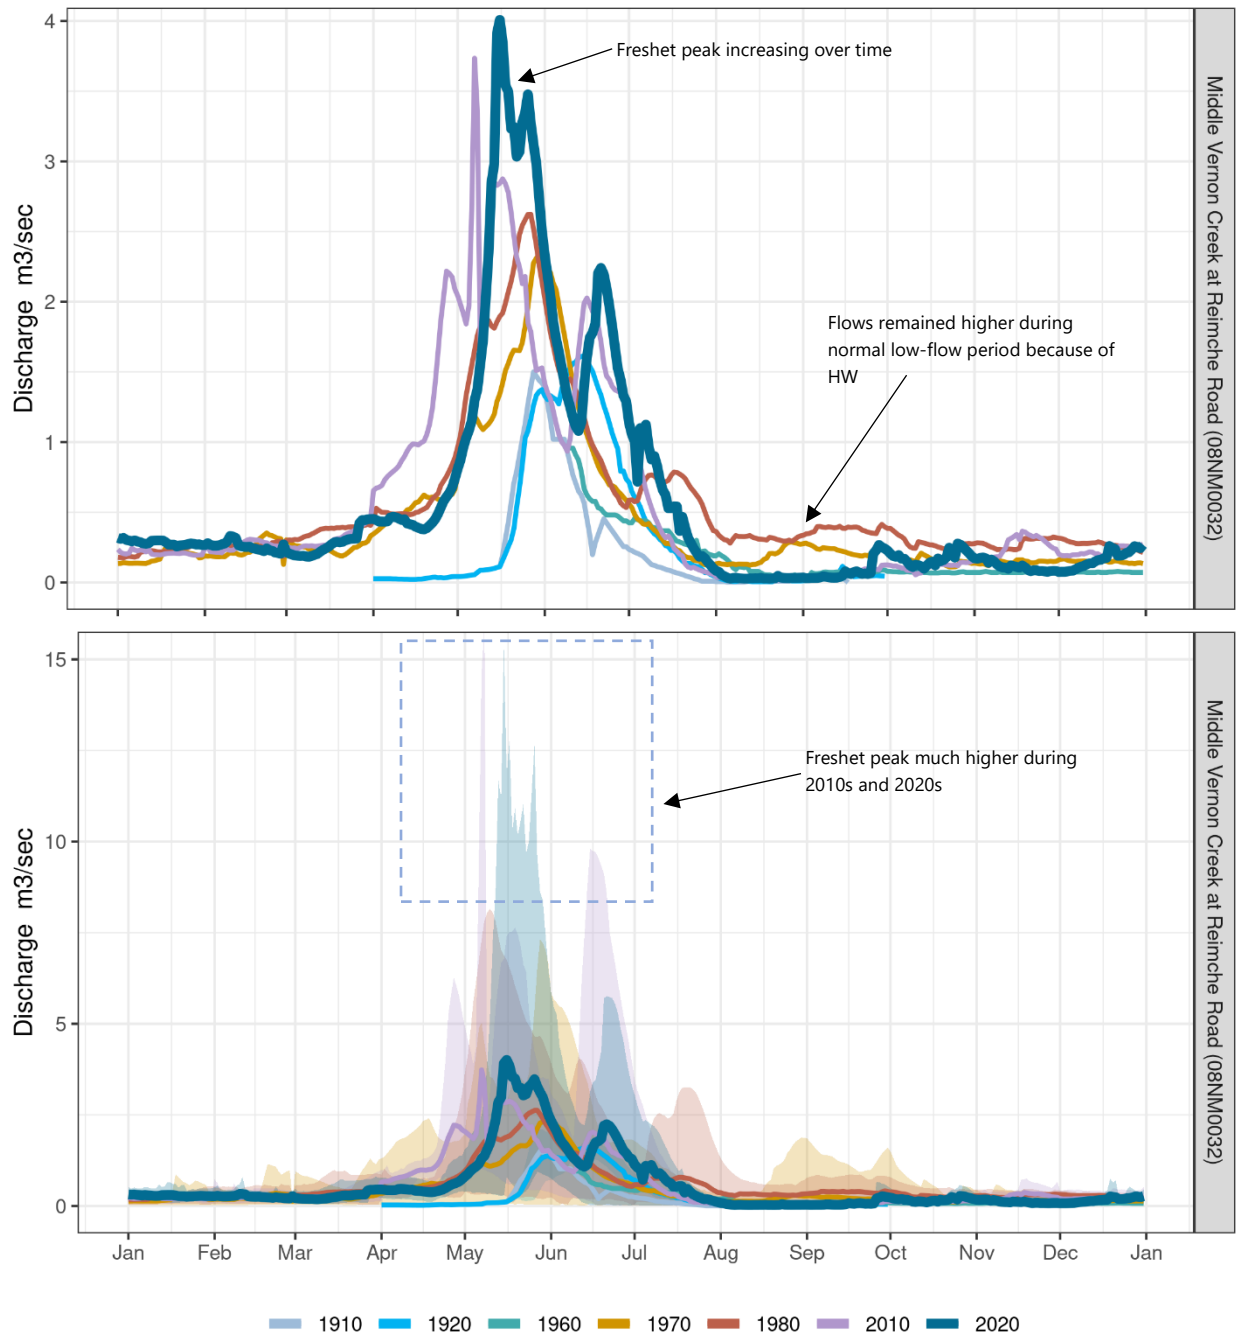 4
3
2
1
0
Discharge  m3/sec
Freshet peak increasing over time
Flows remained higher during
normal low-flow period because of
HW
Middle Vernon Creek at Reimche Road (08NM0032)
15
10
5
0
Discharge  m3/sec
Freshet peak much higher during
2010s and 2020s
Middle Vernon Creek at Reimche Road (08NM0032)
Jan Feb Mar Apr May Jun Jul Aug Sep Oct Nov Dec Jan
1910 1920 1960 1970 1980 2010 2020